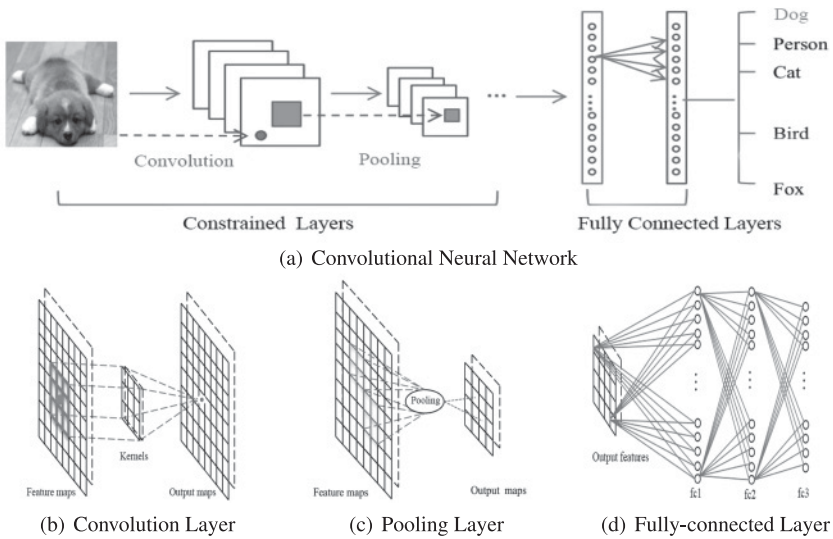 Dog
Person
Cat
Convolution
Pooling
Bird
Fox
Constrained Layers
Fully Connected Layers
(a) Convolutional Neural Network
Pooling
Kernels
Feature maps
Output maps
Feature maps
Output maps
Output features
fc1
fc2
fc3
(b) Convolution Layer
(c) Pooling Layer
(d) Fully-connected Layer